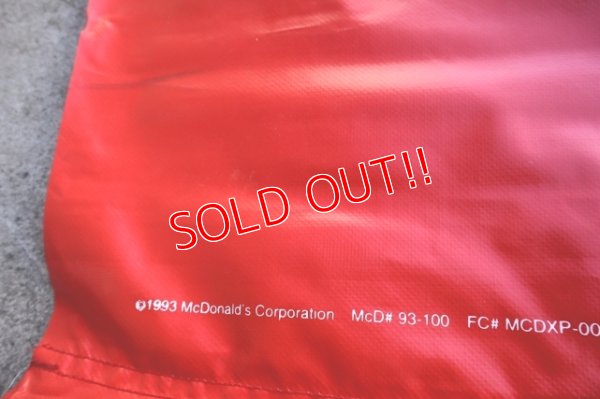 SOLD OUT!!
©1993 McDonald's Corporation McD# 93-100 FC# MCDXP-00